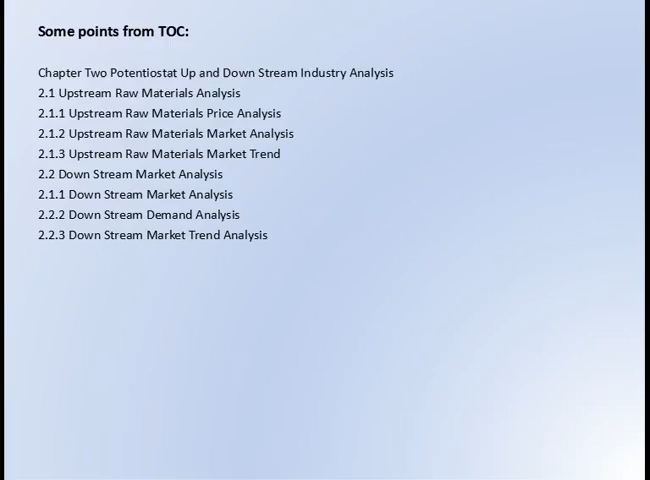 Some points from TOC:
Chapter Two Potentiostat Up and Down Stream Industry Analysis
2.1 Upstream Raw Materials Analysis
2.1.1 Upstream Raw Materials Price Analysis
2.1.2 Upstream Raw Materials Market Analysis
2.1.3 Upstream Raw Materials Market Trend
2.2 Down Stream Market Analysis
2.1.1 Down Stream Market Analysis
2.2.2 Down Stream Demand Analysis
2.2.3 Down Stream Market Trend Analysis